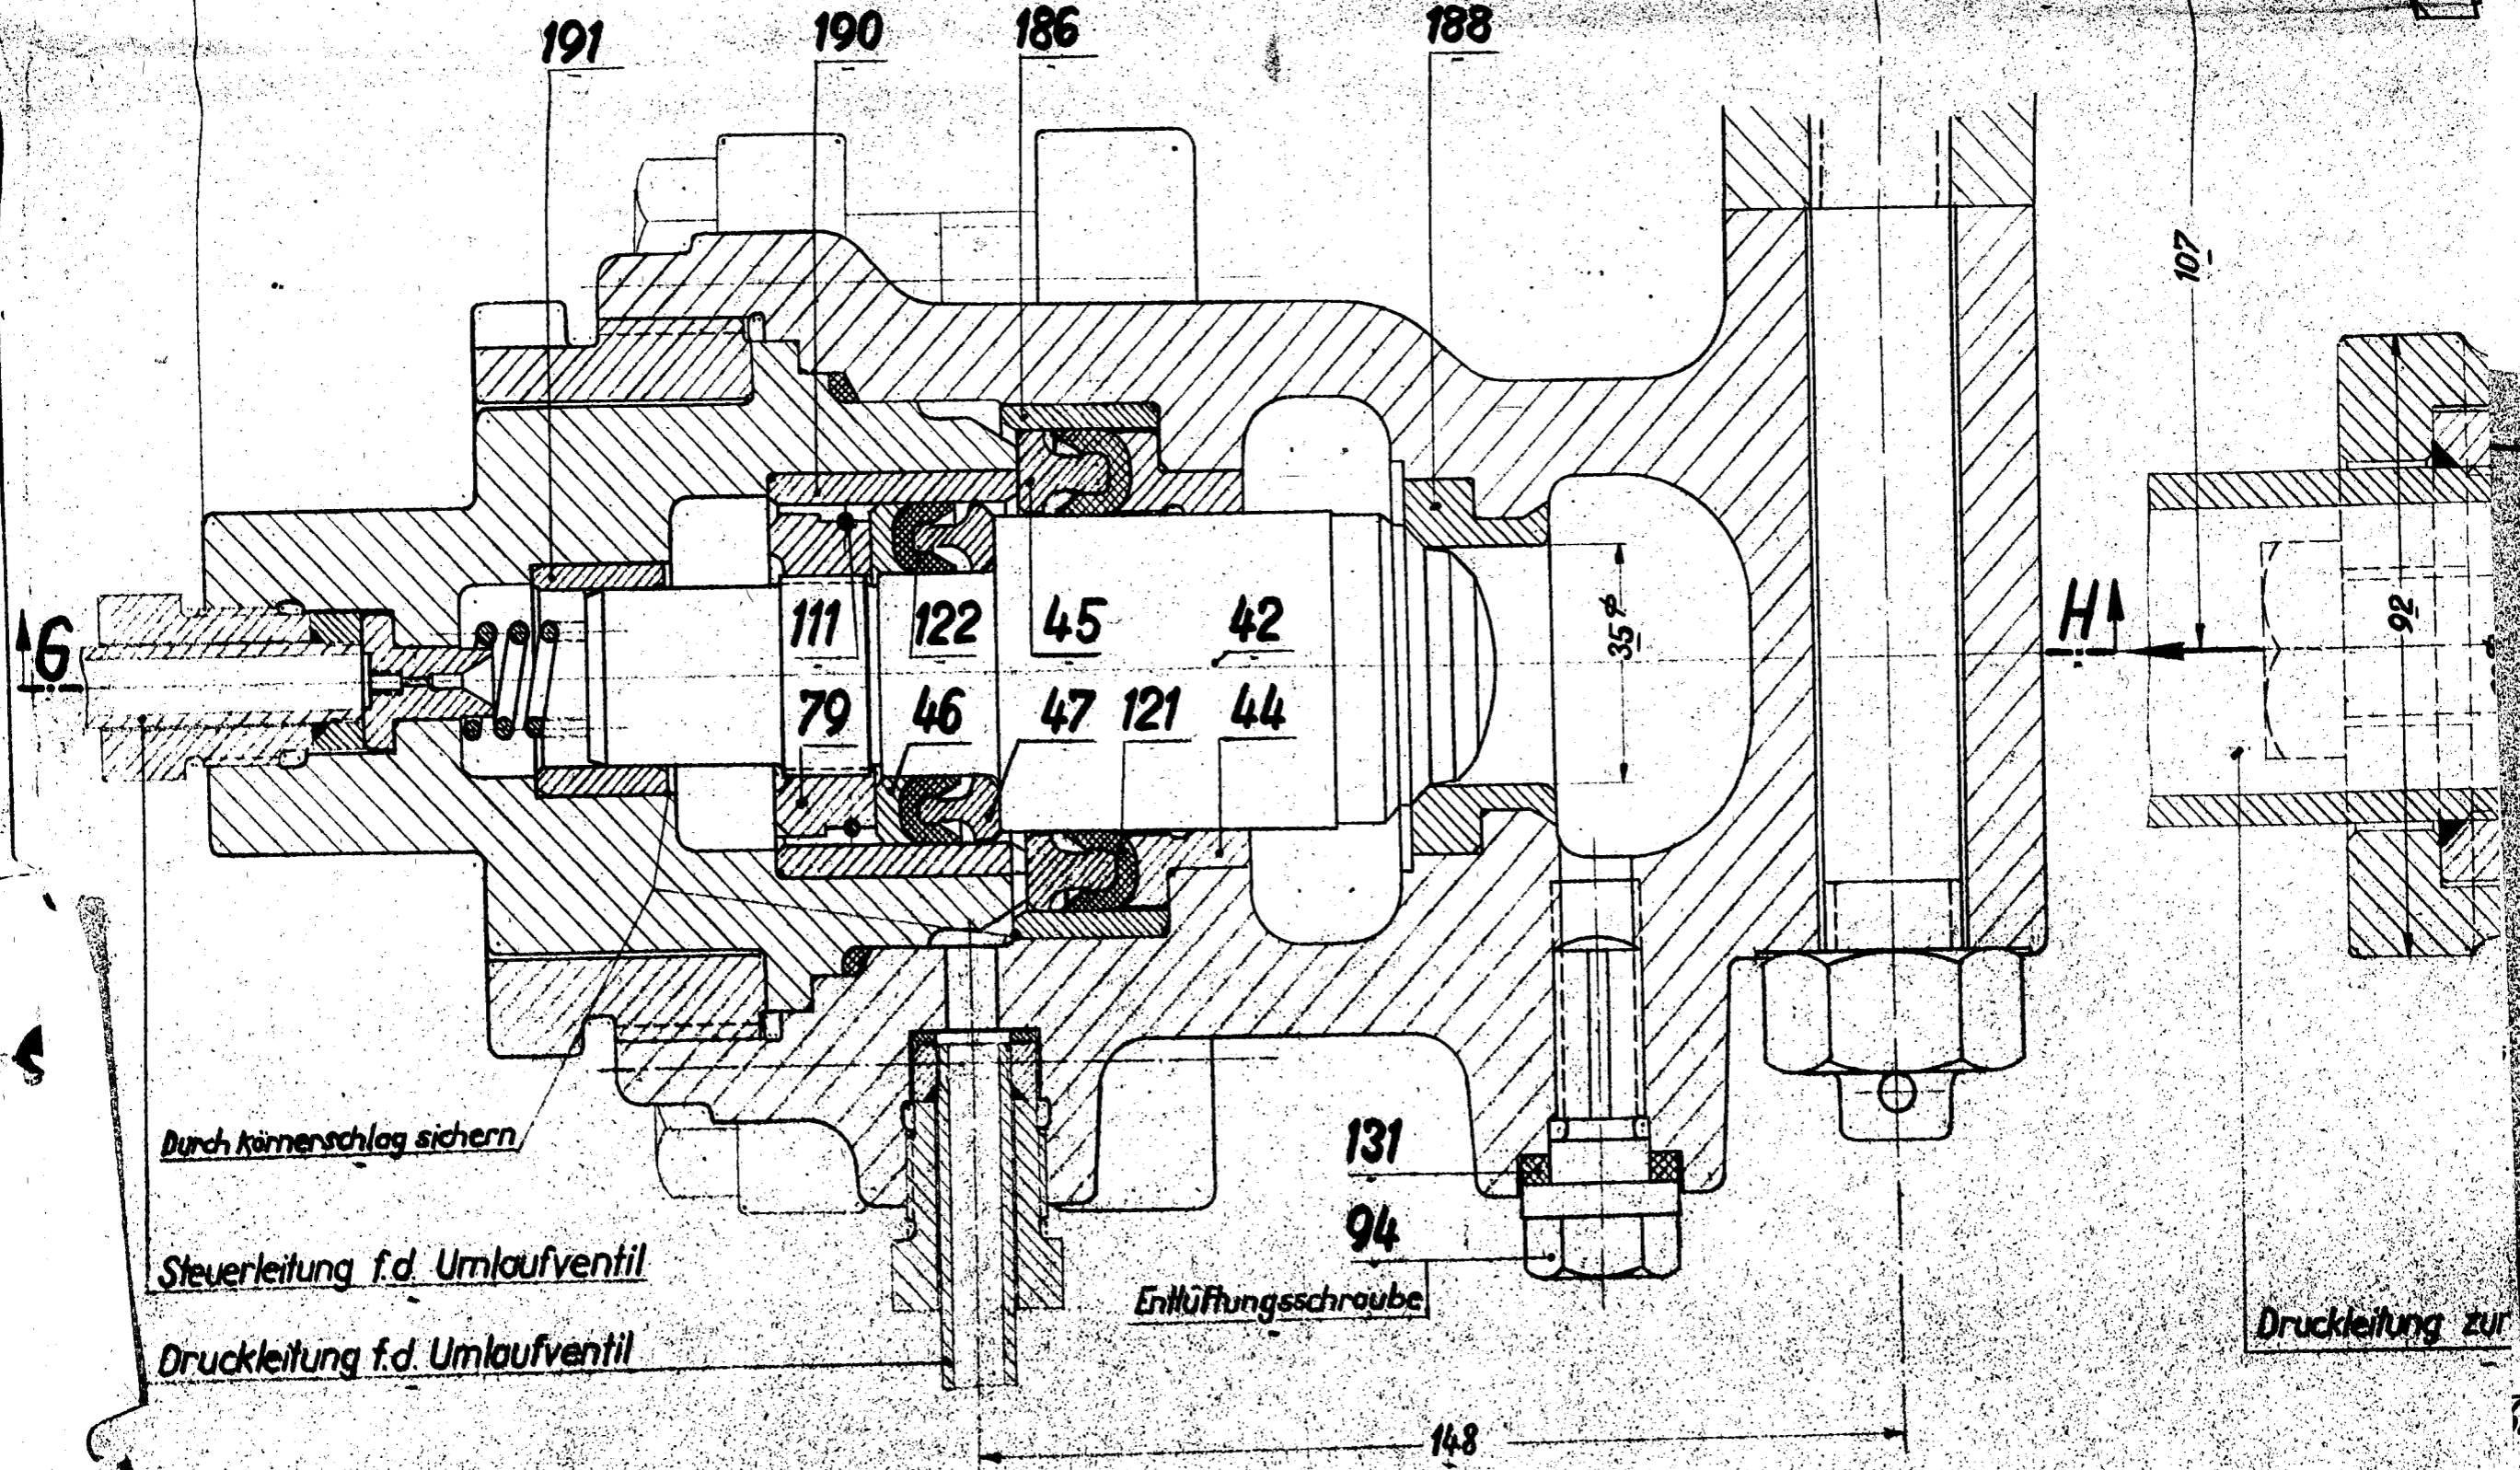 191 190 186 188
107
G 111 122 45 42 35⌀ H 92
79 46 47 121 44
Durch Körnerschlag sichern
131
94
Steuerleitung f.d. Umlaufventil
Entlüftungsschraube
Druckleitung zur
Druckleitung f.d. Umlaufventil
148